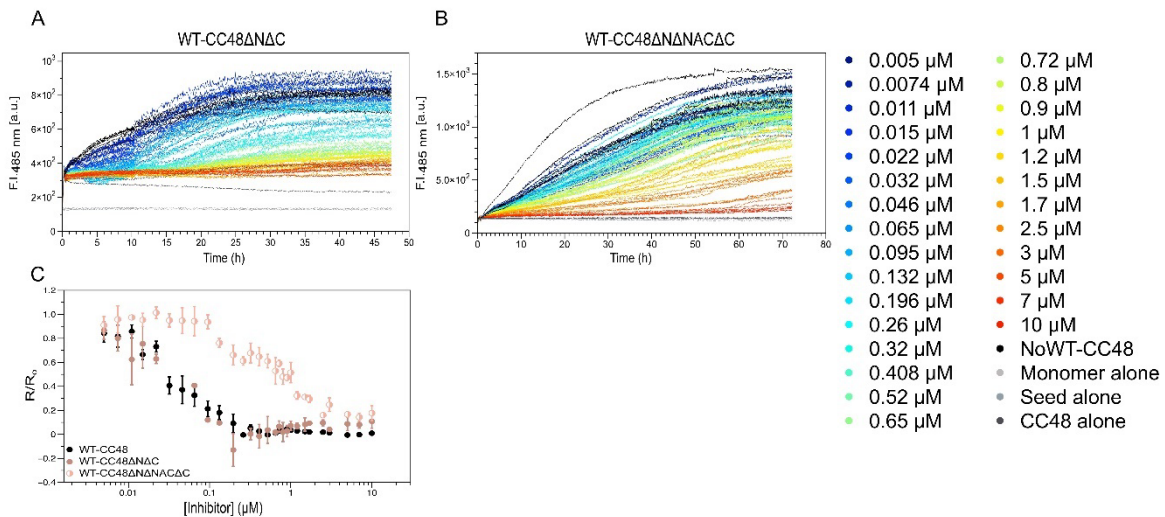 A
WT-CC48ΔNΔC
F.I.485 nm [a.u.]
10³
8×10²
6×10²
4×10²
2×10²
0
0 5 10 15 20 25 30 35 40 45 50
Time (h)
B
WT-CC48ΔNΔNACΔC
F.I.485 nm [a.u.]
1.5×10³
1.0×10³
5.0×10²
0
0 10 20 30 40 50 60 70 80
Time (h)
C
R/R₀
1.2
1.0
0.8
0.6
0.4
0.2
0
−0.2
−0.4
WT-CC48
WT-CC48ΔNΔC
WT-CC48ΔNΔNACΔC
0.01 0.1 1 10
[Inhibitor] (μM)
0.005 μM
0.0074 μM
0.011 μM
0.015 μM
0.022 μM
0.032 μM
0.046 μM
0.065 μM
0.095 μM
0.132 μM
0.196 μM
0.26 μM
0.32 μM
0.408 μM
0.52 μM
0.65 μM
0.72 μM
0.8 μM
0.9 μM
1 μM
1.2 μM
1.5 μM
1.7 μM
2.5 μM
3 μM
5 μM
7 μM
10 μM
NoWT-CC48
Monomer alone
Seed alone
CC48 alone